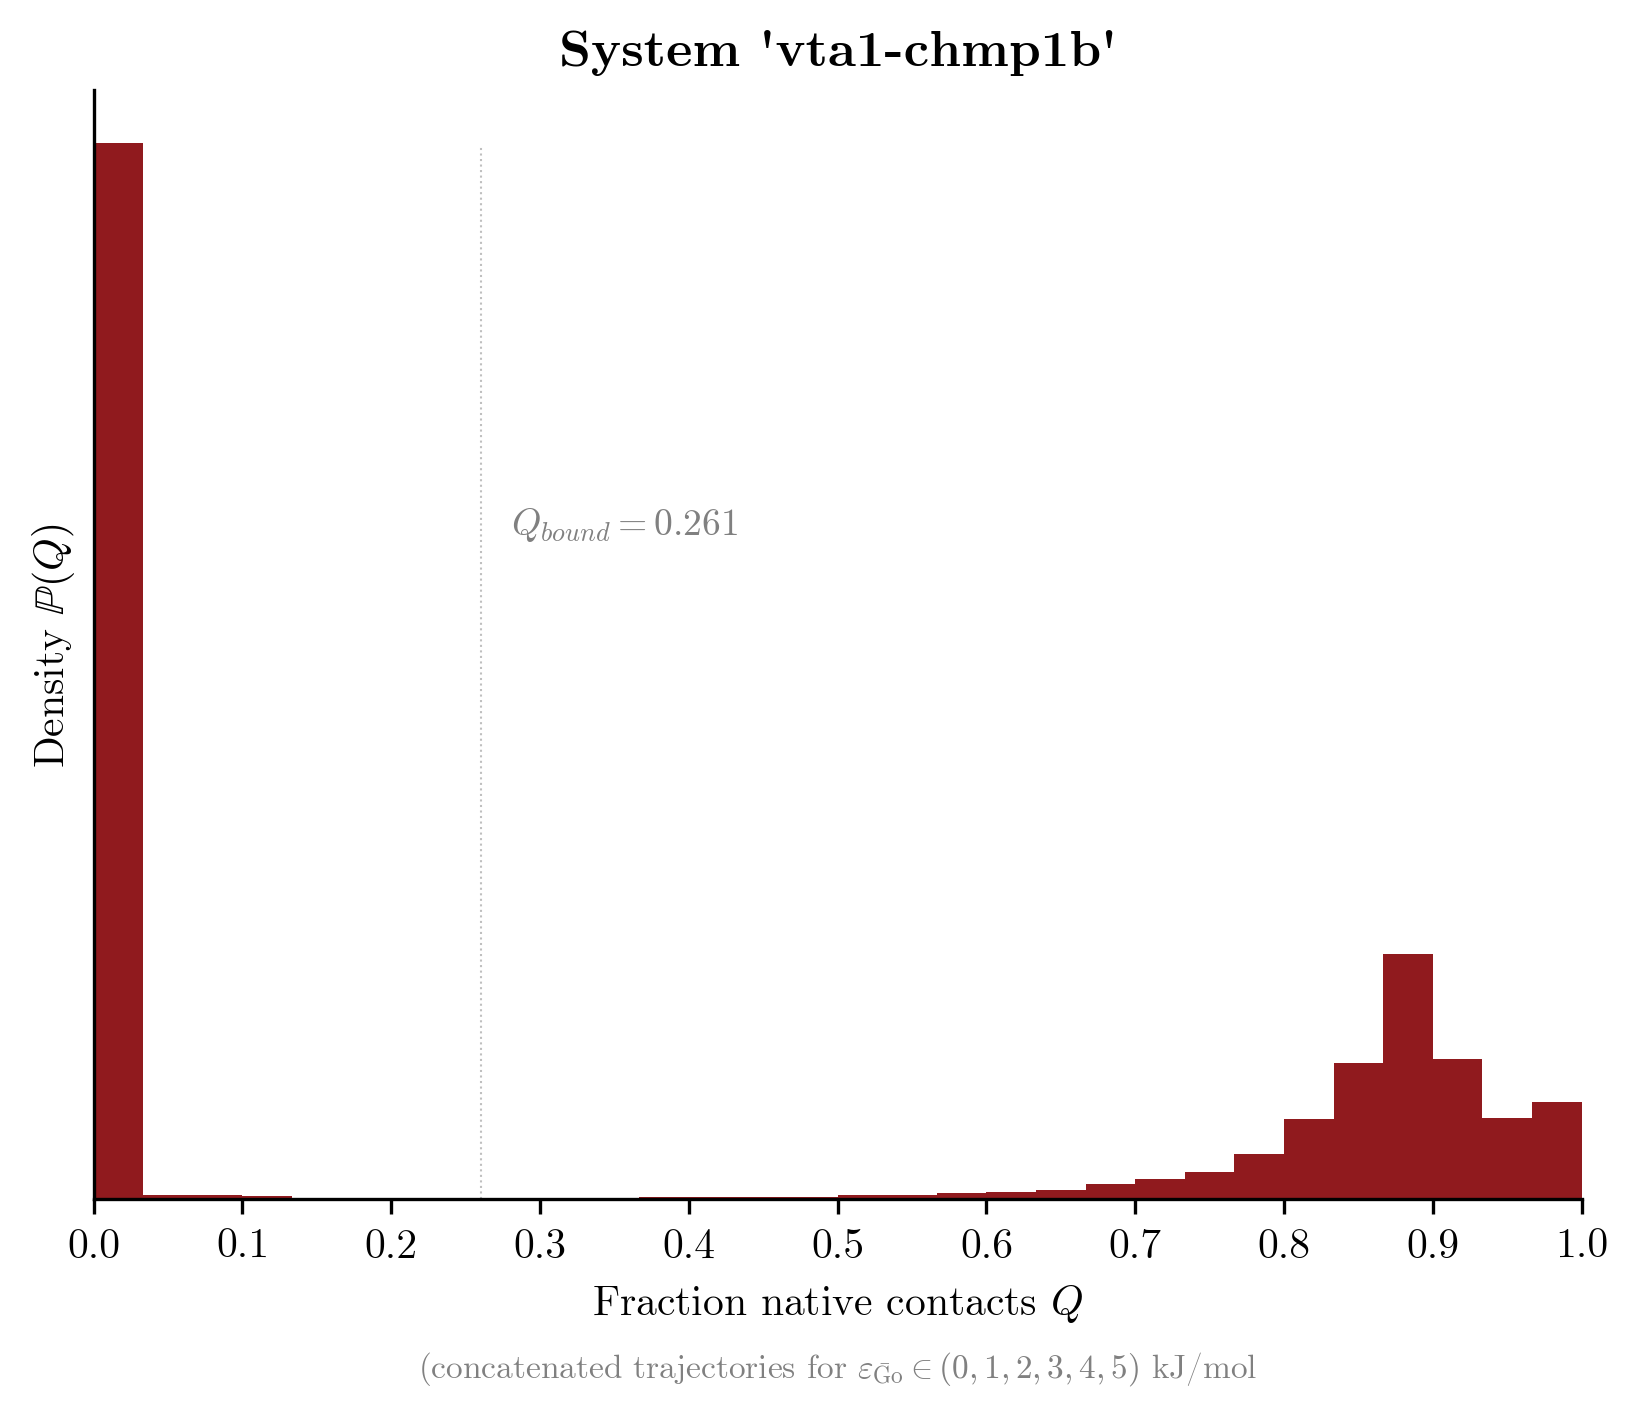 System 'vta1-chmp1b'
Density ℙ(Q)
Q_bound = 0.261
0.0 0.1 0.2 0.3 0.4 0.5 0.6 0.7 0.8 0.9 1.0
Fraction native contacts Q
(concatenated trajectories for ε_Ḡo ∈ (0, 1, 2, 3, 4, 5) kJ/mol